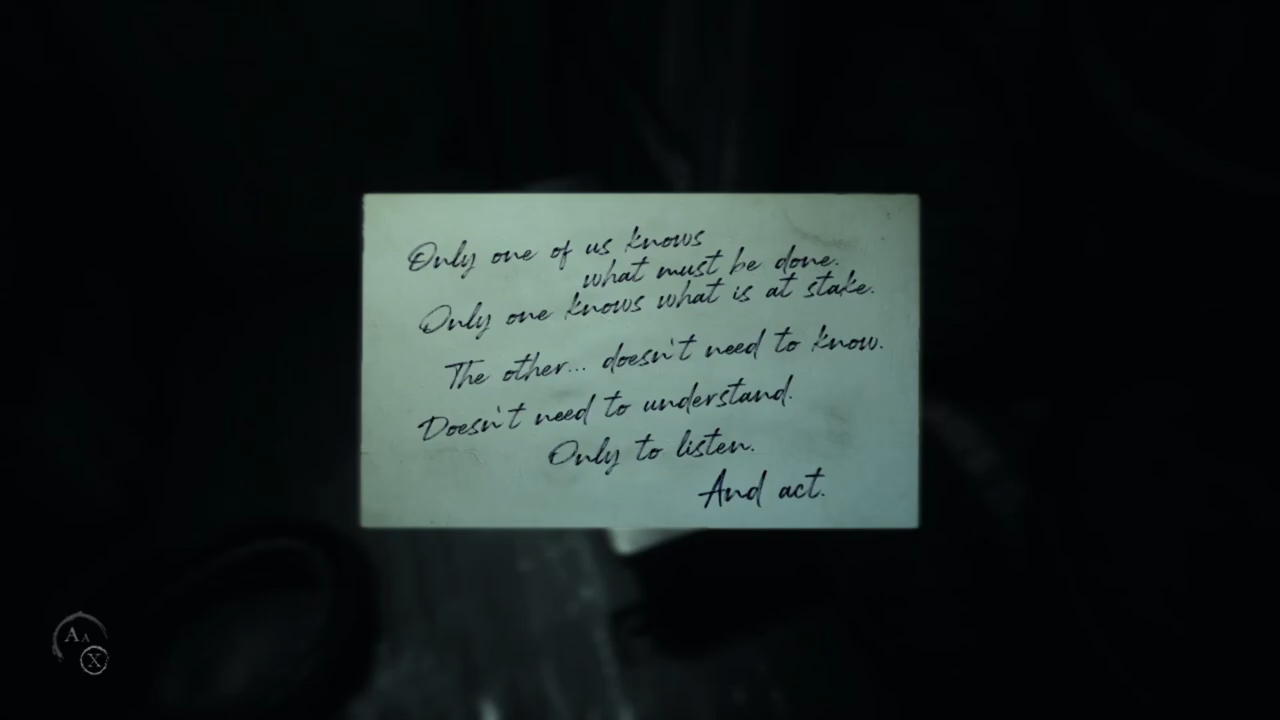 Only one of us knows
what must be done.
Only one knows what is at stake.
The other... doesn't need to know.
Doesn't need to understand.
Only to listen.
And act.
AA
X